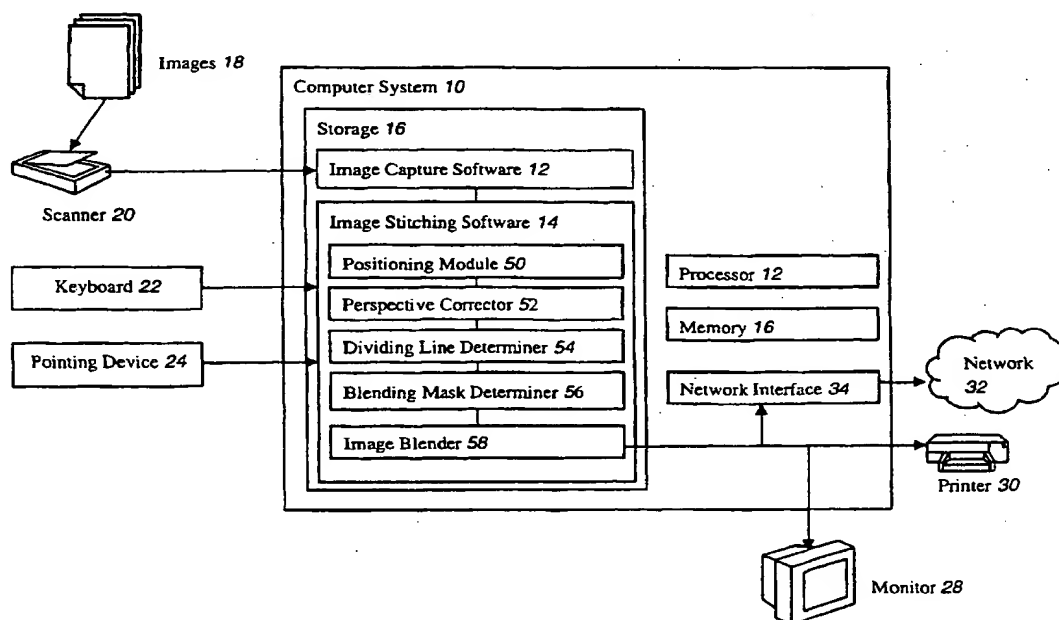 Images 18
Computer System 10
Storage 16
Image Capture Software 12
Scanner 20
Image Stitching Software 14
Positioning Module 50
Processor 12
Keyboard 22
Perspective Corrector 52
Memory 16
Dividing Line Determiner 54
Pointing Device 24
Network 32
Blending Mask Determiner 56
Network Interface 34
Image Blender 58
Printer 30
Monitor 28